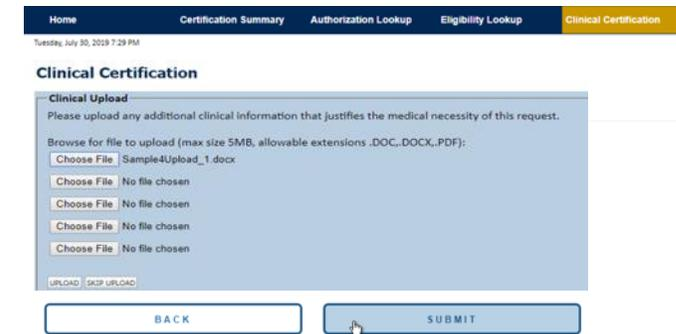 Home Certification Summary Authorization Lookup Eligibility Lookup Clinical Certification
Tuesday, July 30, 2019 7:29 PM
Clinical Certification
Clinical Upload
Please upload any additional clinical information that justifies the medical necessity of this request.
Browse for file to upload (max size 5MB, allowable extensions .DOC,.DOCX,.PDF):
Choose File Sample4Upload_1.docx
Choose File No file chosen
Choose File No file chosen
Choose File No file chosen
Choose File No file chosen
UPLOAD SKIP UPLOAD
BACK SUBMIT